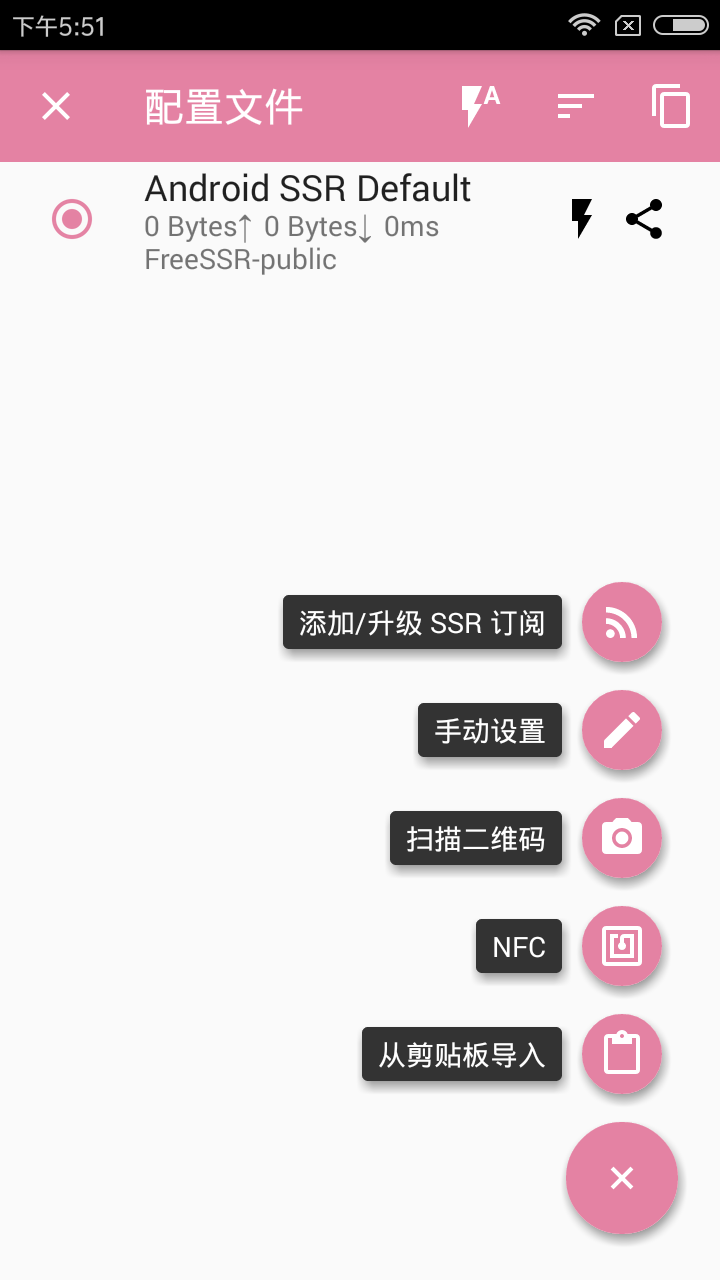 下午5:51
配置文件
A
Android SSR Default
0 Bytes↑ 0 Bytes↓ 0ms
FreeSSR-public
添加/升级 SSR 订阅
手动设置
扫描二维码
NFC
从剪贴板导入